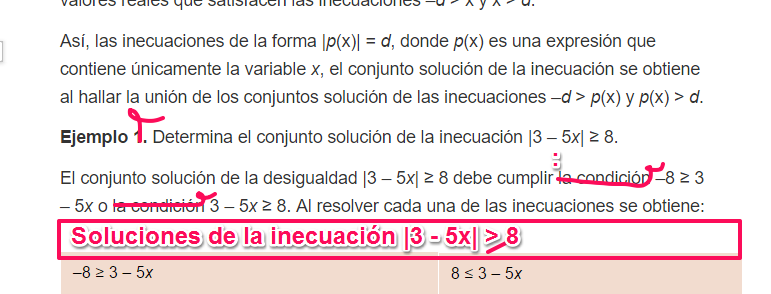 valores reales que satisfacen las inecuaciones –d > x y x > d.
Así, las inecuaciones de la forma |p(x)| = d, donde p(x) es una expresión que
contiene únicamente la variable x, el conjunto solución de la inecuación se obtiene
al hallar la unión de los conjuntos solución de las inecuaciones –d > p(x) y p(x) > d.
Ejemplo 1. Determina el conjunto solución de la inecuación |3 – 5x| ≥ 8.
El conjunto solución de la desigualdad |3 – 5x| ≥ 8 debe cumplir : la condición –8 ≥ 3
– 5x o la condición 3 – 5x ≥ 8. Al resolver cada una de las inecuaciones se obtiene:
Soluciones de la inecuación |3 - 5x| ≥ 8
–8 ≥ 3 – 5x
8 ≤ 3 – 5x